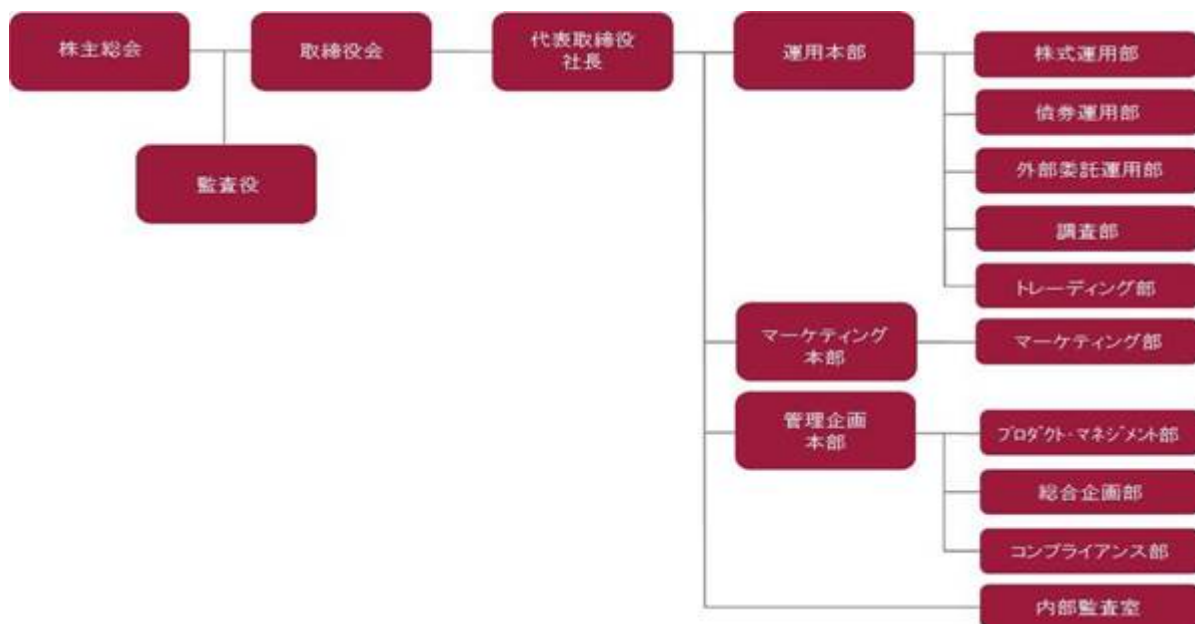 株主総会
取締役会
代表取締役
社長
運用本部
株式運用部
債券運用部
外部委託運用部
監査役
調査部
トレーディング部
マーケティング
本部
マーケティング部
管理企画
本部
プロダクト・マネジメント部
総合企画部
コンプライアンス部
内部監査室